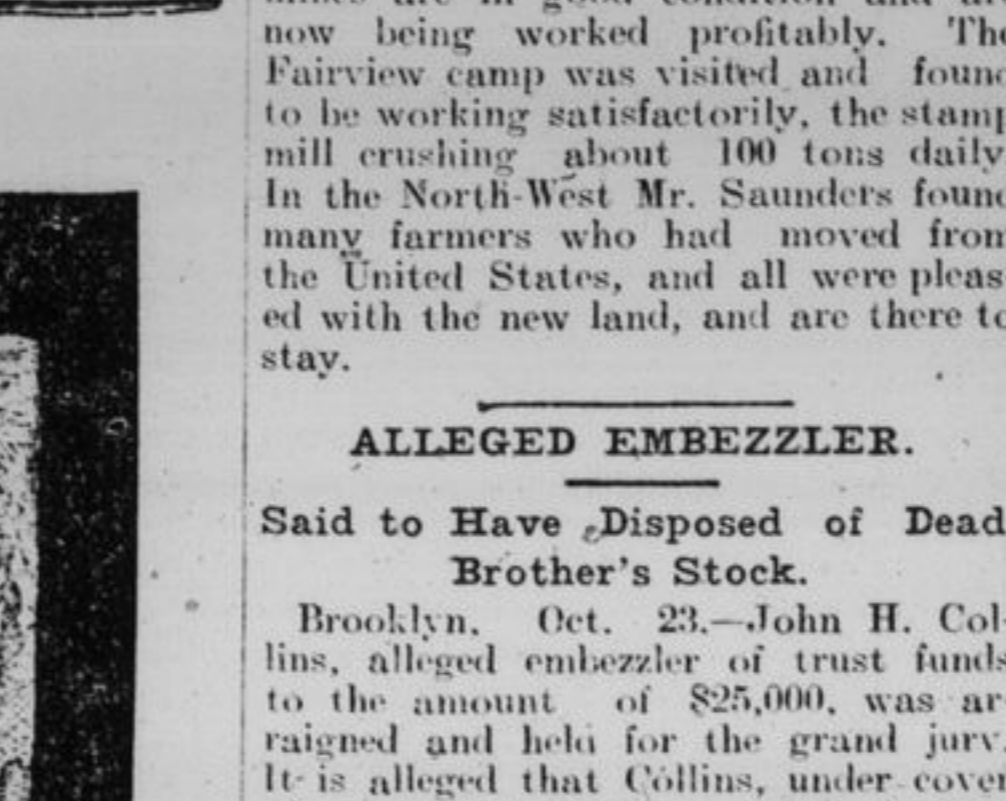 now being worked profitably. The
Fairview camp was visited and foun
to be working satisfactorily, the stam
mill crushing about 100 tons daily
In the North-West Mr. Saunders foun
many farmers who had moved from
the United States, and all were pleas
ed with the new land, and are there to
stay.
ALLEGED EMBEZZLER.
Said to Have Disposed of Dead
Brother's Stock.
Brooklyn, Oct. 23.—John H. Col-
lins, alleged embezzler of trust funds
to the amount of $25,000, was ar
raigned and held for the grand jury.
It is alleged that Collins, under cover